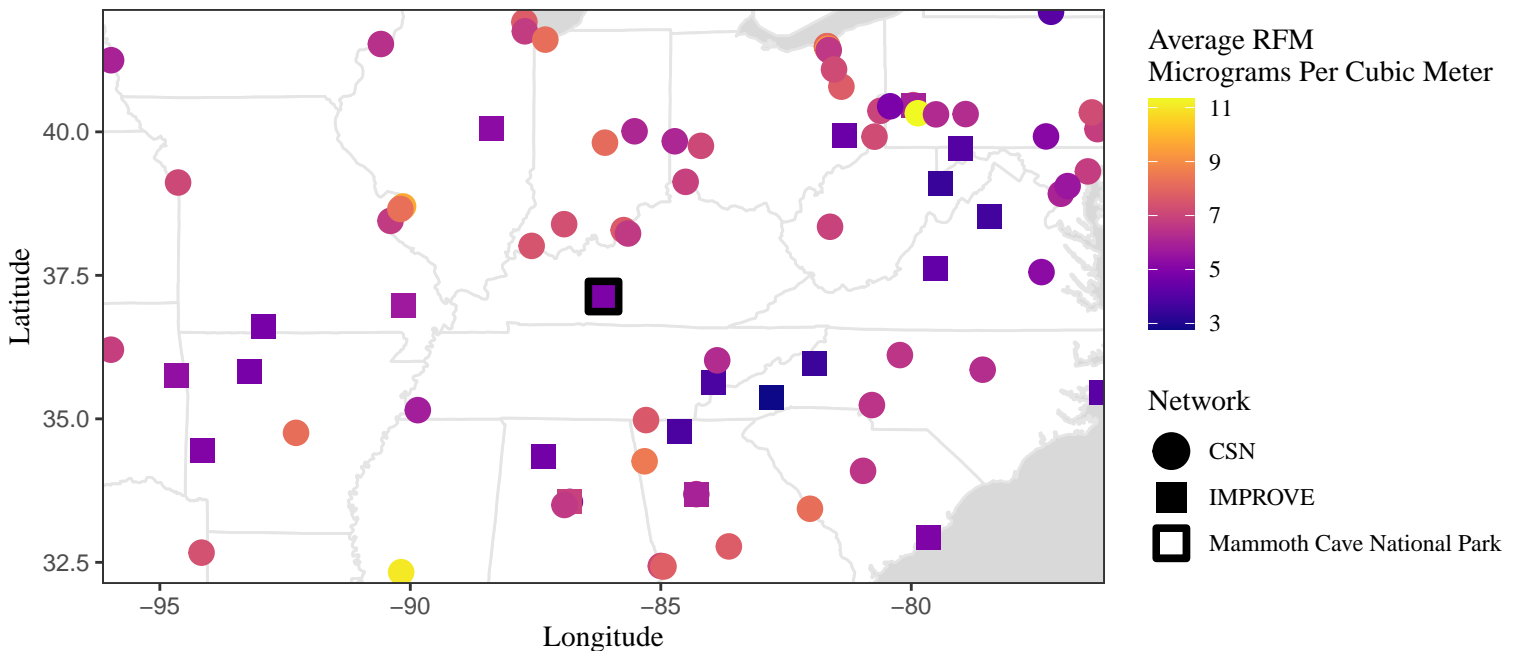 40.0
37.5
35.0
32.5
Latitude
−95
−90
−85
−80
Longitude
Average RFM
Micrograms Per Cubic Meter
11
9
7
5
3
Network
CSN
IMPROVE
Mammoth Cave National Park